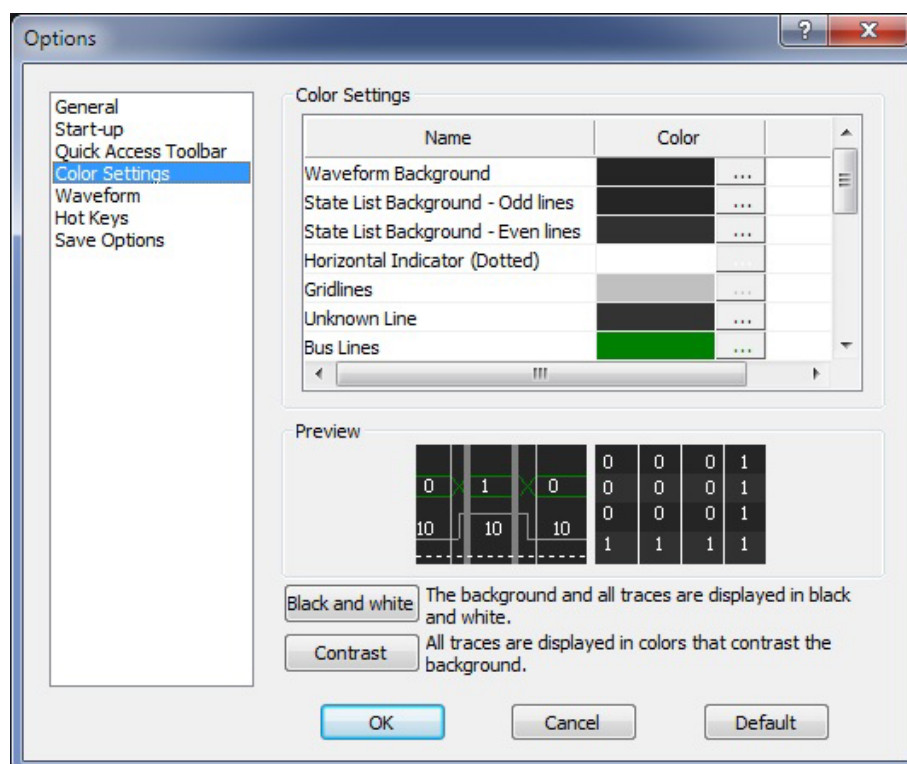 Options
?
General
Start-up
Quick Access Toolbar
Color Settings
Waveform
Hot Keys
Save Options
Color Settings
Name Color
Waveform Background ...
State List Background - Odd lines ...
State List Background - Even lines ...
Horizontal Indicator (Dotted) ...
Gridlines ...
Unknown Line ...
Bus Lines ...
Preview
0 1 0
10 10 10
0 0 0 1
0 0 0 1
0 0 0 1
1 1 1 1
Black and white
The background and all traces are displayed in black
and white.
Contrast
All traces are displayed in colors that contrast the
background.
OK Cancel Default